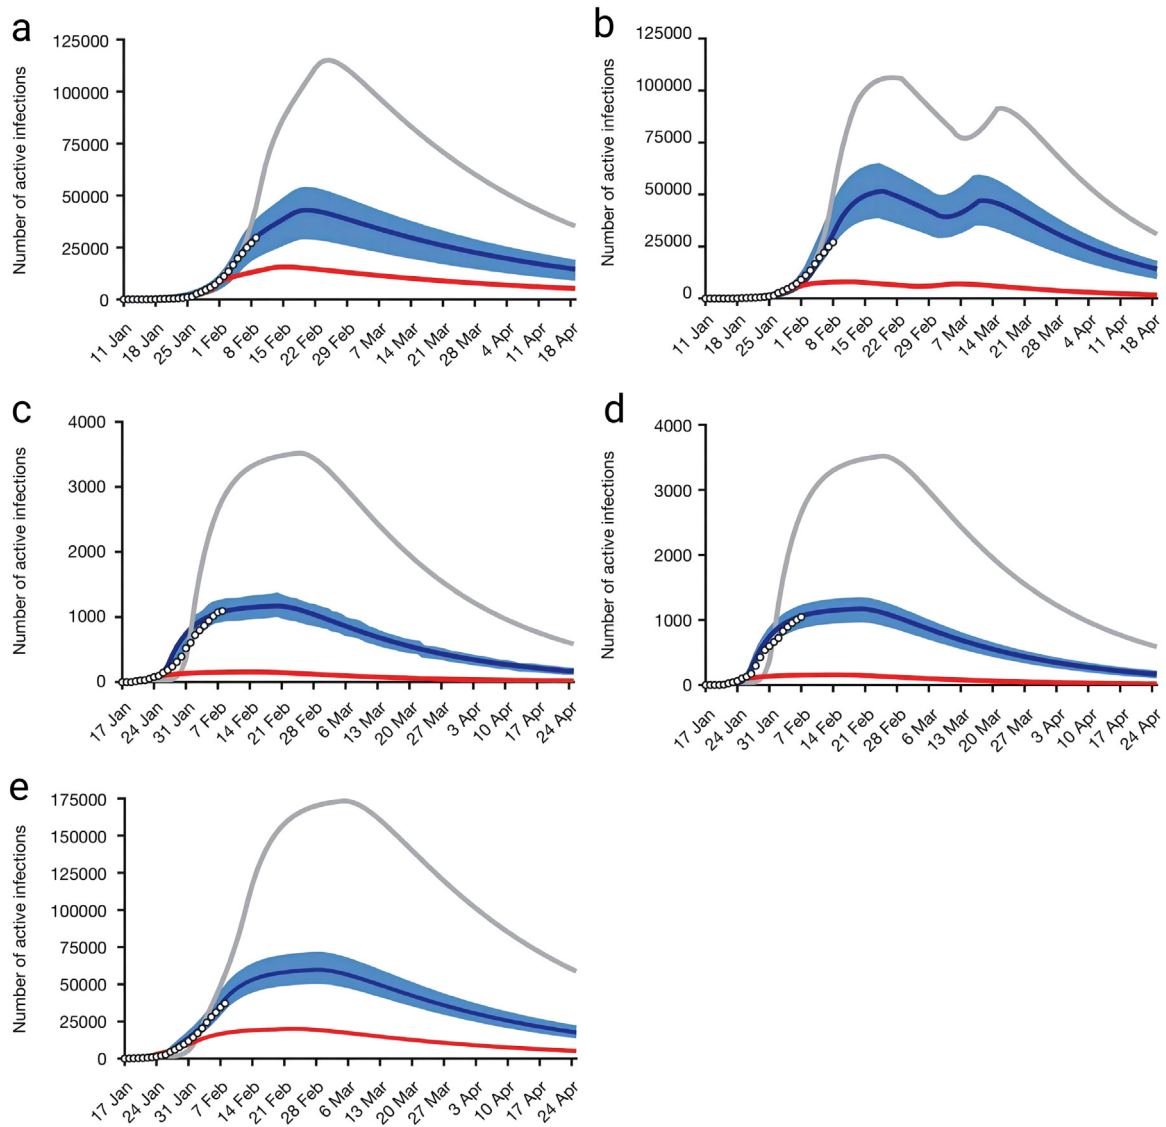 a
Number of active infections
125000
100000
75000
50000
25000
0
11 Jan
18 Jan
25 Jan
1 Feb
8 Feb
15 Feb
22 Feb
29 Feb
7 Mar
14 Mar
21 Mar
28 Mar
4 Apr
11 Apr
18 Apr
b
Number of active infections
125000
100000
75000
50000
25000
0
11 Jan
18 Jan
25 Jan
1 Feb
8 Feb
15 Feb
22 Feb
29 Feb
7 Mar
14 Mar
21 Mar
28 Mar
4 Apr
11 Apr
18 Apr
c
Number of active infections
4000
3000
2000
1000
0
17 Jan
24 Jan
31 Jan
7 Feb
14 Feb
21 Feb
28 Feb
6 Mar
13 Mar
20 Mar
27 Mar
3 Apr
10 Apr
17 Apr
24 Apr
d
Number of active infections
4000
3000
2000
1000
0
17 Jan
24 Jan
31 Jan
7 Feb
14 Feb
21 Feb
28 Feb
6 Mar
13 Mar
20 Mar
27 Mar
3 Apr
10 Apr
17 Apr
24 Apr
e
Number of active infections
175000
150000
125000
100000
75000
50000
25000
0
17 Jan
24 Jan
31 Jan
7 Feb
14 Feb
21 Feb
28 Feb
6 Mar
13 Mar
20 Mar
27 Mar
3 Apr
10 Apr
17 Apr
24 Apr